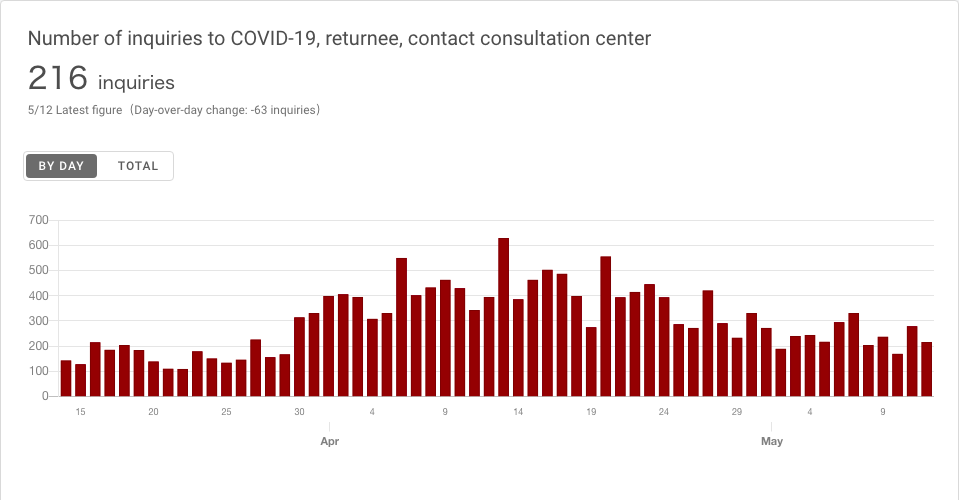 Number of inquiries to COVID-19, returnee, contact consultation center
216 inquiries
5/12 Latest figure（Day-over-day change: -63 inquiries）
BY DAY TOTAL
700
600
500
400
300
200
100
0
15 20 25 30 4 9 14 19 24 29 4 9
Apr May